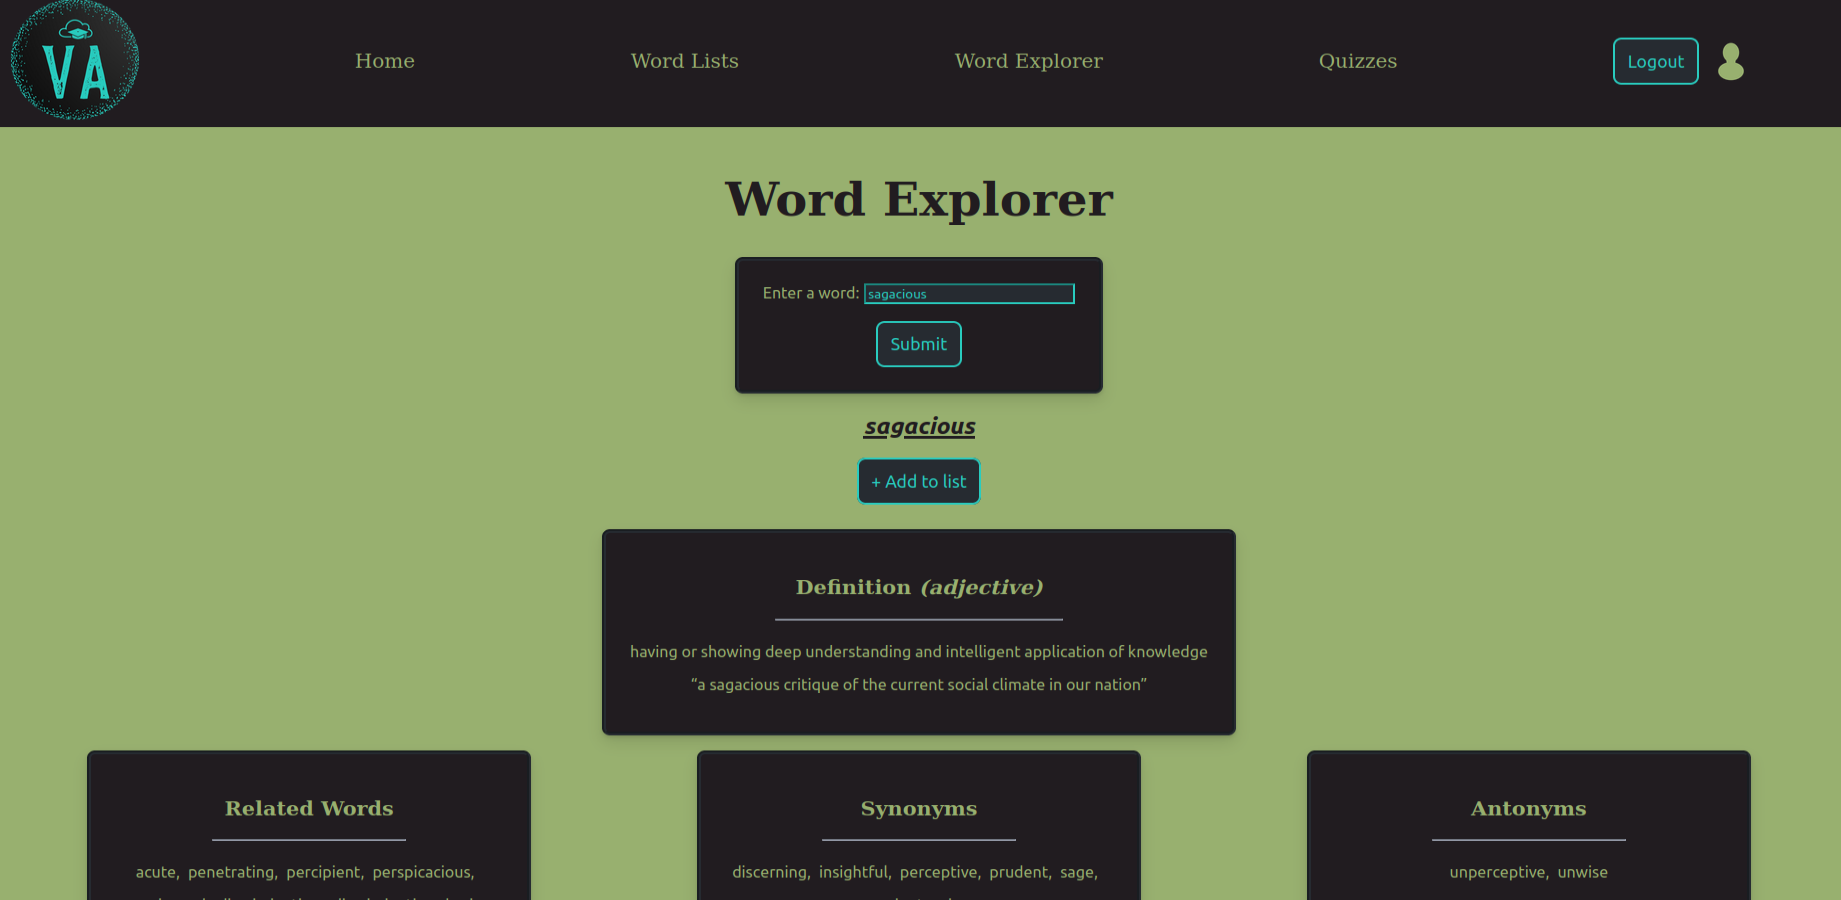 VA
Home
Word Lists
Word Explorer
Quizzes
Logout
Word Explorer
Enter a word: sagacious
Submit
sagacious
+ Add to list
Definition (adjective)
having or showing deep understanding and intelligent application of knowledge
“a sagacious critique of the current social climate in our nation”
Related Words
acute, penetrating, percipient, perspicacious,
Synonyms
discerning, insightful, perceptive, prudent, sage,
Antonyms
unperceptive, unwise